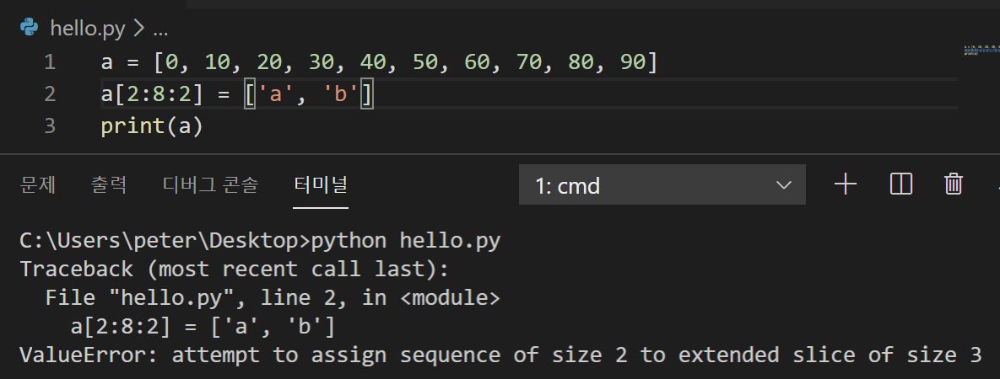 hello.py > ...
1 a = [0, 10, 20, 30, 40, 50, 60, 70, 80, 90]
2 a[2:8:2] = ['a', 'b']
3 print(a)
문제 출력 디버그 콘솔 터미널 1: cmd
C:\Users\peter\Desktop>python hello.py
Traceback (most recent call last):
  File "hello.py", line 2, in <module>
    a[2:8:2] = ['a', 'b']
ValueError: attempt to assign sequence of size 2 to extended slice of size 3